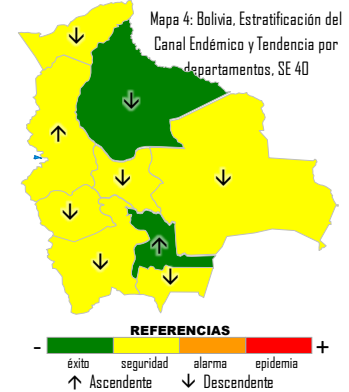 Mapa 4: Bolivia, Estratificación del
Canal Endémico y Tendencia por
departamentos, SE 40
REFERENCIAS
- +
éxito seguridad alarma epidemia
↑ Ascendente ↓ Descendente